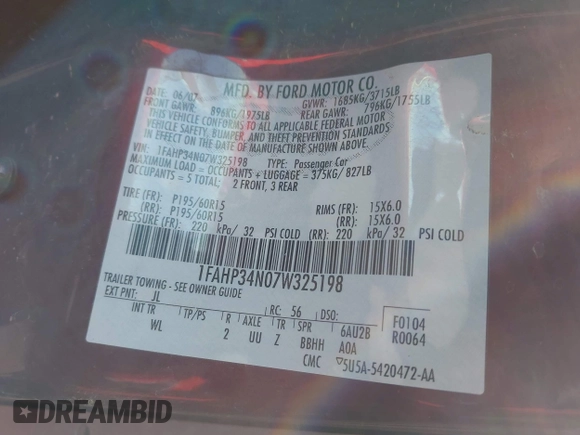 MFD. BY FORD MOTOR CO.
DATE: 06/07 GVWR: 1685KG/3715LB
FRONT GAWR: 896KG/1975LB REAR GAWR: 796KG/1755LB
THIS VEHICLE CONFORMS TO ALL APPLICABLE FEDERAL MOTOR
VEHICLE SAFETY, BUMPER, AND THEFT PREVENTION STANDARDS
IN EFFECT ON THE DATE OF MANUFACTURE SHOWN ABOVE.
VIN: 1FAHP34N07W325198 TYPE: Passenger Car
MAXIMUM LOAD = OCCUPANTS + LUGGAGE = 375KG/ 827LB
OCCUPANTS = 5 TOTAL: 2 FRONT, 3 REAR
TIRE (FR): P195/60R15 RIMS (FR): 15X6.0
(RR): P195/60R15 (RR): 15X6.0
PRESSURE (FR): 220 kPa/ 32 PSI COLD (RR): 220 kPa/ 32 PSI COLD
1FAHP34N07W325198
TRAILER TOWING - SEE OWNER GUIDE
EXT PNT: JL RC: 56 DSO: F0104
INT TR TP/PS R AXLE TR SPR 6AU2B R0064
WL 2 UU Z BBHH A0A
CMC ▽5U5A-5420472-AA
DREAMBID